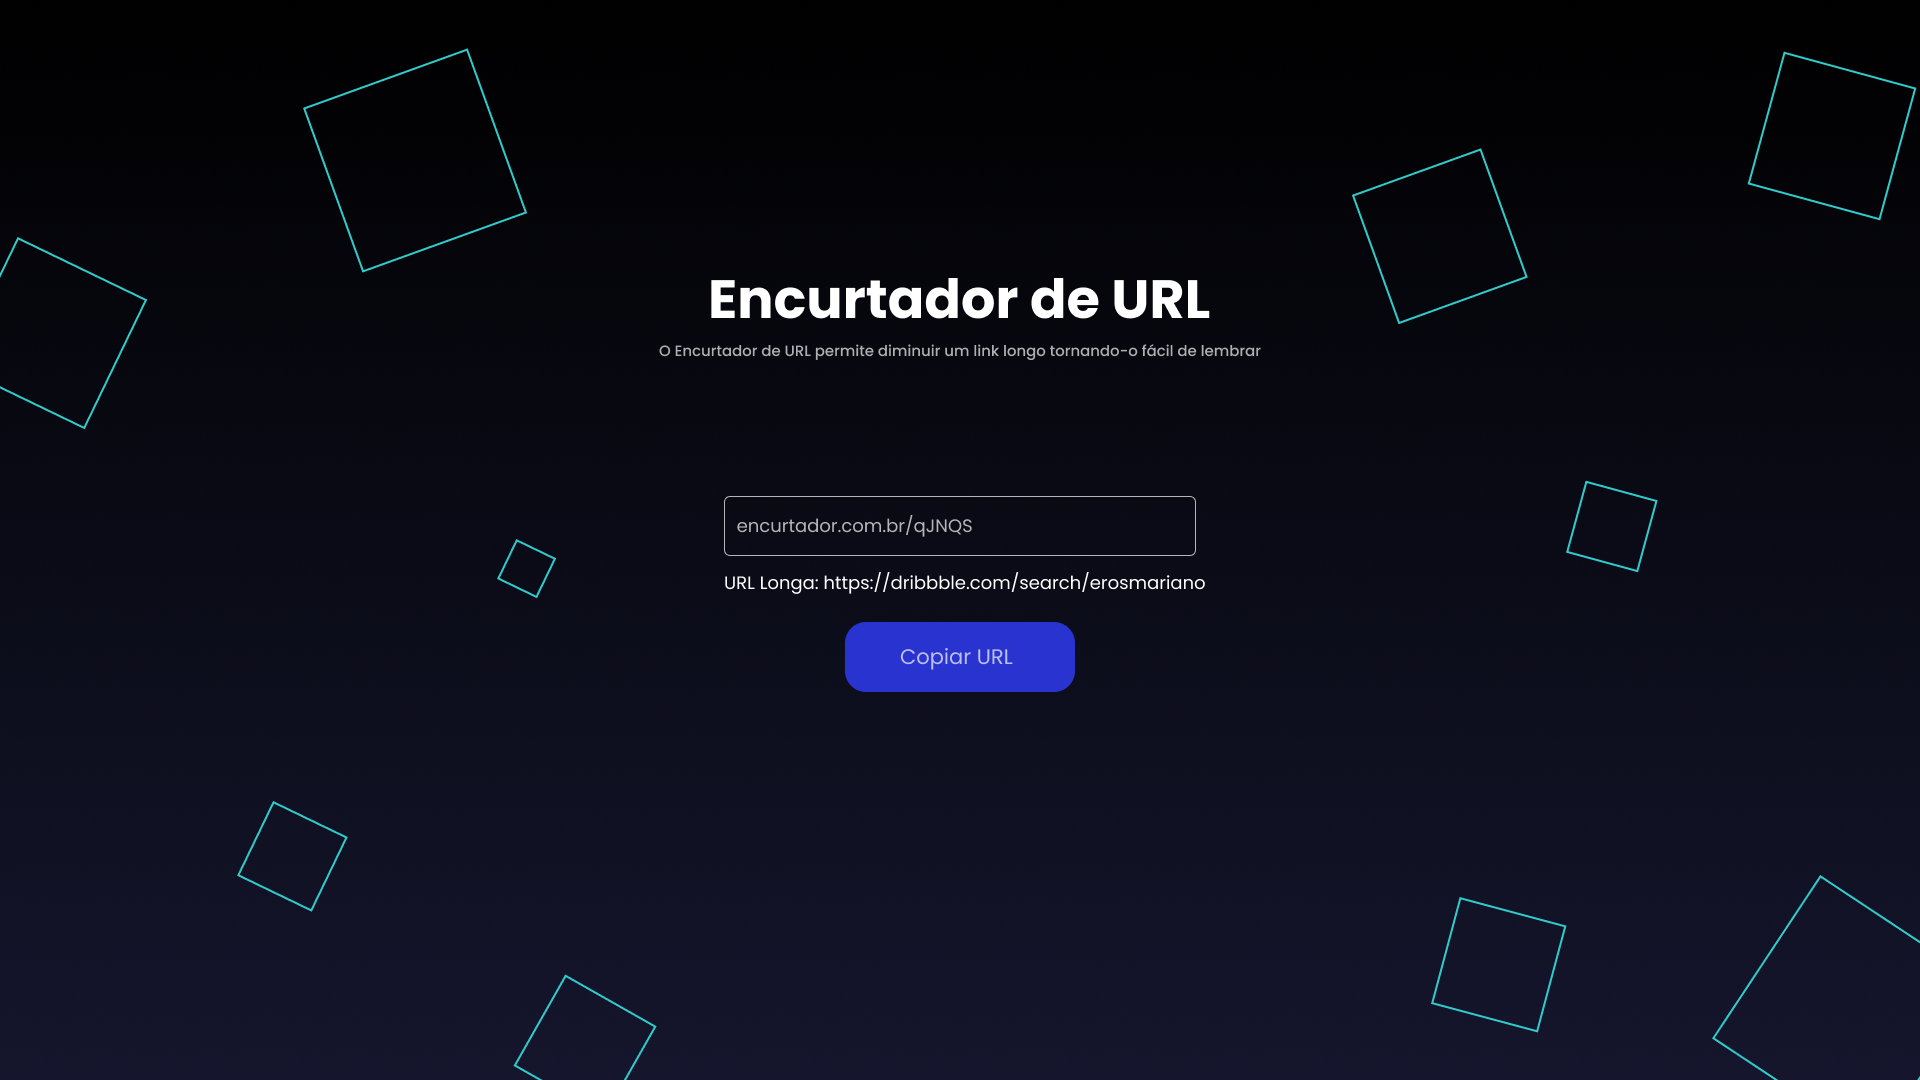 Encurtador de URL
O Encurtador de URL permite diminuir um link longo tornando-o fácil de lembrar
encurtador.com.br/qJNQS
URL Longa: https://dribbble.com/search/erosmariano
Copiar URL